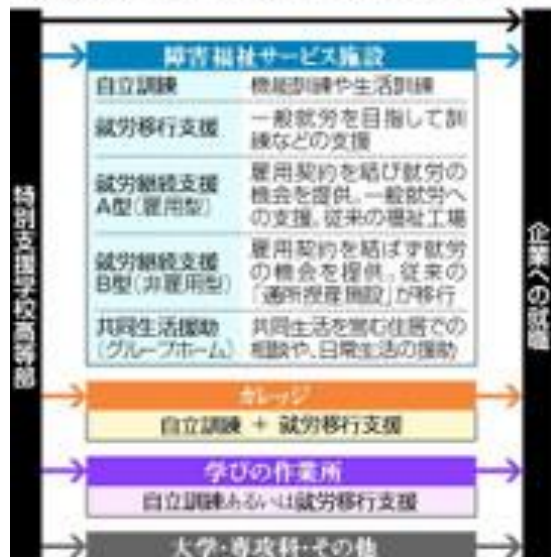 特別支援学校高等部
障害福祉サービス施設
自立訓練
機能訓練や生活訓練
就労移行支援
一般就労を目指して訓
練などの支援
就労継続支援
A型(雇用型)
雇用契約を結び就労の
機会を提供。一般就労へ
の支援。従来の福祉工場
就労継続支援
B型(非雇用型)
雇用契約を結ばず就労
の機会を提供。従来の
「通所授産施設」が移行
共同生活援助
(グループホーム)
共同生活を営む住居での
相談や、日常生活の援助
カレッジ
自立訓練 + 就労移行支援
学びの作業所
自立訓練あるいは就労移行支援
大学・専攻科・その他
企業への就職